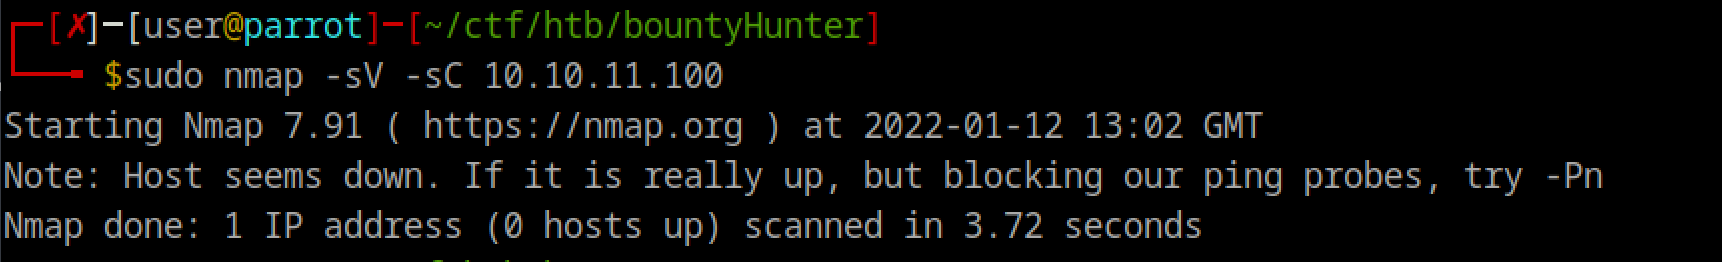 [✗]─[user@parrot]─[~/ctf/htb/bountyHunter]
$sudo nmap -sV -sC 10.10.11.100
Starting Nmap 7.91 ( https://nmap.org ) at 2022-01-12 13:02 GMT
Note: Host seems down. If it is really up, but blocking our ping probes, try -Pn
Nmap done: 1 IP address (0 hosts up) scanned in 3.72 seconds